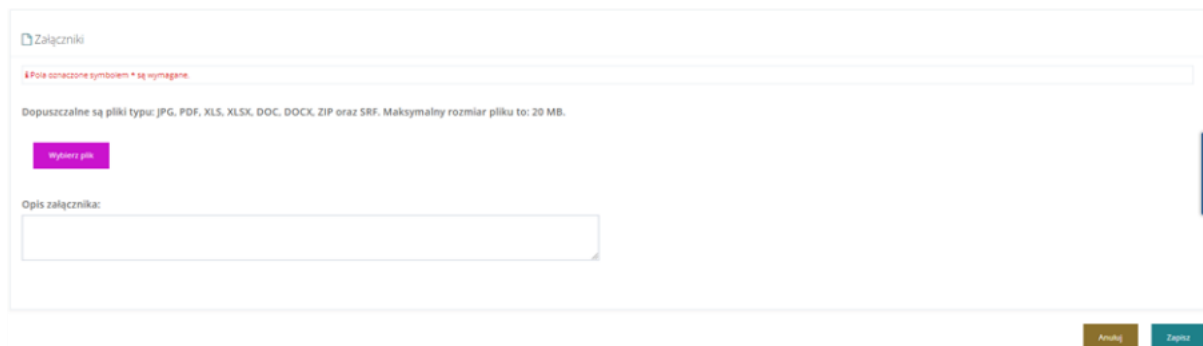 Załączniki
Pola oznaczone symbolem * są wymagane.
Dopuszczalne są pliki typu: JPG, PDF, XLS, XLSX, DOC, DOCX, ZIP oraz SRF. Maksymalny rozmiar pliku to: 20 MB.
Wybierz plik
Opis załącznika:
Anuluj Zapisz